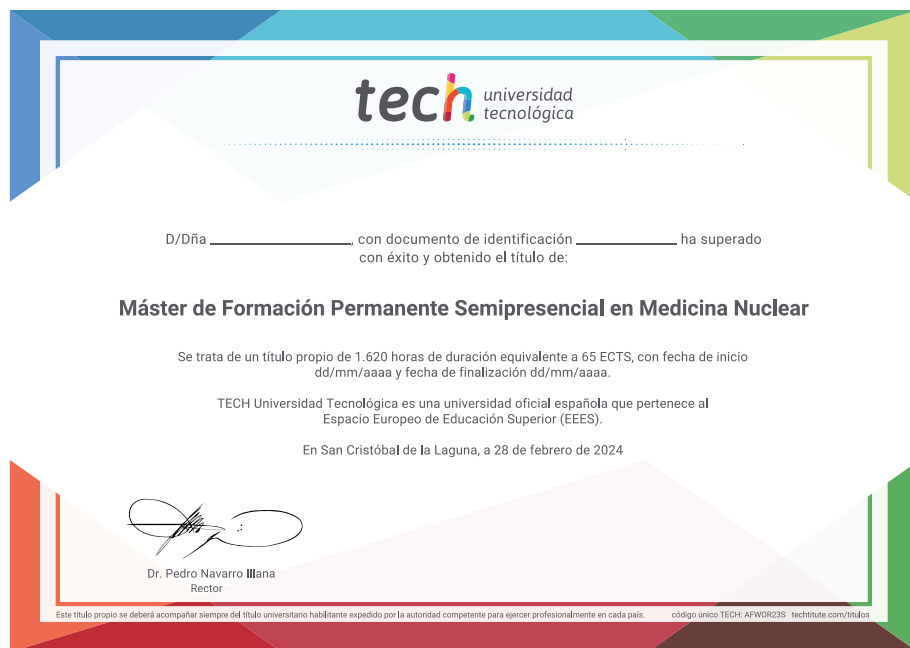 tech universidad
tecnológica
D/Dña ______________, con documento de identificación __________ ha superado
con éxito y obtenido el título de:
Máster de Formación Permanente Semipresencial en Medicina Nuclear
Se trata de un título propio de 1.620 horas de duración equivalente a 65 ECTS, con fecha de inicio
dd/mm/aaaa y fecha de finalización dd/mm/aaaa.
TECH Universidad Tecnológica es una universidad oficial española que pertenece al
Espacio Europeo de Educación Superior (EEES).
En San Cristóbal de la Laguna, a 28 de febrero de 2024
Dr. Pedro Navarro Illana
Rector
Este título propio se deberá acompañar siempre del título universitario habilitante expedido por la autoridad competente para ejercer profesionalmente en cada país. código único TECH: AFWOR23S techtitute.com/titulos